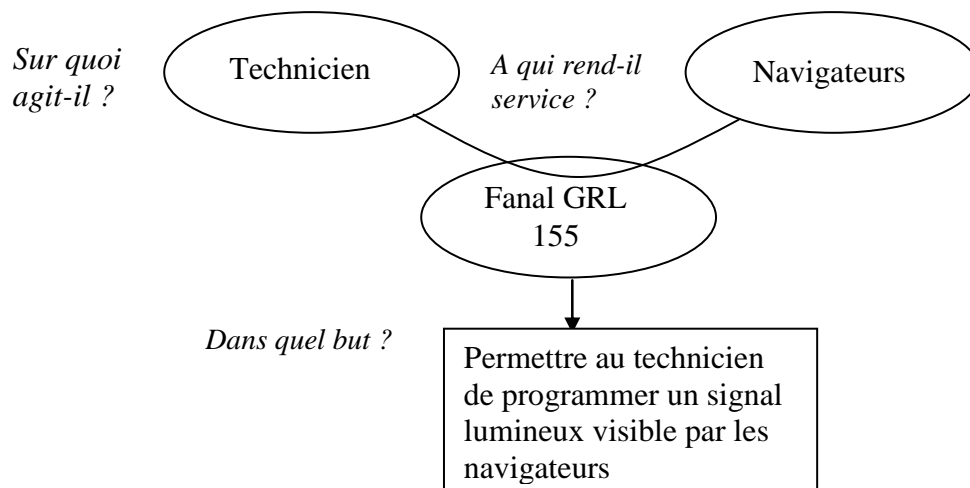 Sur quoi
agit-il ?
Technicien
A qui rend-il
service ?
Navigateurs
Fanal GRL
155
Dans quel but ?
Permettre au technicien
de programmer un signal
lumineux visible par les
navigateurs